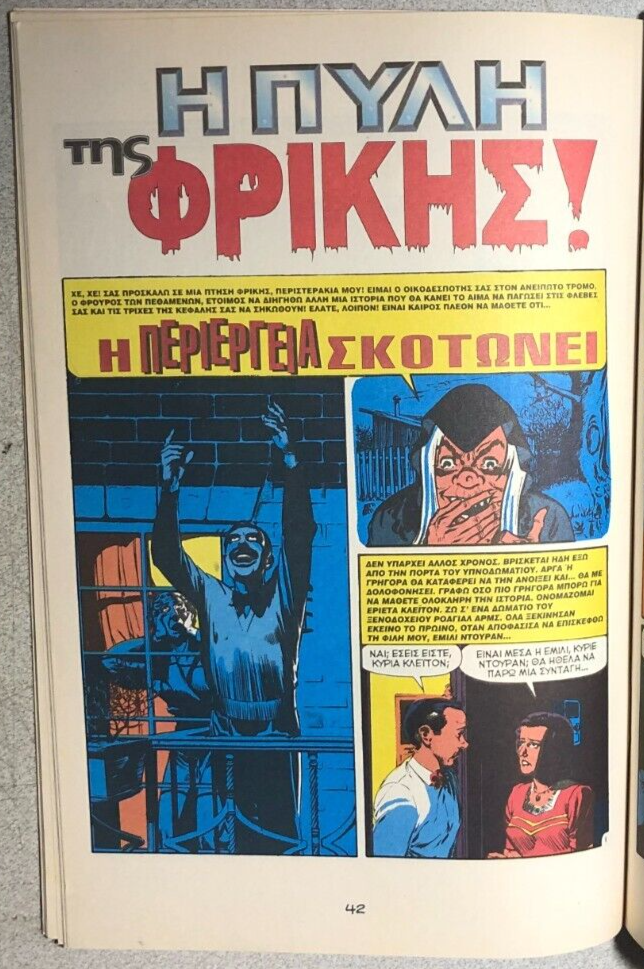 Η ΠΥΛΗ
της
ΦΡΙΚΗΣ!
ΧΕ, ΧΕ! ΣΑΣ ΠΡΟΣΚΑΛΩ ΣΕ ΜΙΑ ΠΤΗΣΗ ΦΡΙΚΗΣ, ΠΕΡΙΣΤΕΡΑΚΙΑ ΜΟΥ! ΕΙΜΑΙ Ο ΟΙΚΟΔΕΣΠΟΤΗΣ ΣΑΣ ΣΤΟΝ ΑΝΕΙΠΩΤΟ ΤΡΟΜΟ,
Ο ΦΡΟΥΡΟΣ ΤΩΝ ΠΕΘΑΜΕΝΩΝ, ΕΤΟΙΜΟΣ ΝΑ ΔΙΗΓΗΘΩ ΑΛΛΗ ΜΙΑ ΙΣΤΟΡΙΑ ΠΟΥ ΘΑ ΚΑΝΕΙ ΤΟ ΑΙΜΑ ΝΑ ΠΑΓΩΣΕΙ ΣΤΙΣ ΦΛΕΒΕΣ
ΣΑΣ ΚΑΙ ΤΙΣ ΤΡΙΧΕΣ ΤΗΣ ΚΕΦΑΛΗΣ ΣΑΣ ΝΑ ΣΗΚΩΘΟΥΝ! ΕΛΑΤΕ, ΛΟΙΠΟΝ! ΕΙΝΑΙ ΚΑΙΡΟΣ ΠΛΕΟΝ ΝΑ ΜΑΘΕΤΕ ΟΤΙ...
Η ΠΕΡΙΕΡΓΕΙΑ ΣΚΟΤΩΝΕΙ
ΔΕΝ ΥΠΑΡΧΕΙ ΑΛΛΟΣ ΧΡΟΝΟΣ. ΒΡΙΣΚΕΤΑΙ ΗΔΗ ΕΞΩ
ΑΠΟ ΤΗΝ ΠΟΡΤΑ ΤΟΥ ΥΠΝΟΔΩΜΑΤΙΟΥ. ΑΡΓΑ Ή
ΓΡΗΓΟΡΑ ΘΑ ΚΑΤΑΦΕΡΕΙ ΝΑ ΤΗΝ ΑΝΟΙΞΕΙ ΚΑΙ... ΘΑ ΜΕ
ΔΟΛΟΦΟΝΗΣΕΙ. ΓΡΑΦΩ ΟΣΟ ΠΙΟ ΓΡΗΓΟΡΑ ΜΠΟΡΩ ΓΙΑ
ΝΑ ΜΑΘΕΤΕ ΟΛΟΚΛΗΡΗ ΤΗΝ ΙΣΤΟΡΙΑ. ΟΝΟΜΑΖΟΜΑΙ
ΕΡΙΕΤΑ ΚΛΕΪΤΟΝ. ΖΩ Σ' ΕΝΑ ΔΩΜΑΤΙΟ ΤΟΥ
ΞΕΝΟΔΟΧΕΙΟΥ ΡΟΑΓΙΑΛ ΑΡΜΣ. ΟΛΑ ΞΕΚΙΝΗΣΑΝ
ΕΚΕΙΝΟ ΤΟ ΠΡΩΙΝΟ, ΟΤΑΝ ΑΠΟΦΑΣΙΣΑ ΝΑ ΕΠΙΣΚΕΦΘΩ
ΤΗ ΦΙΛΗ ΜΟΥ, ΕΜΙΛΙ ΝΤΟΥΡΑΝ...
ΝΑΙ; ΕΣΕΙΣ ΕΙΣΤΕ,
ΚΥΡΙΑ ΚΛΕΪΤΟΝ;
ΕΙΝΑΙ ΜΕΣΑ Η ΕΜΙΛΙ, ΚΥΡΙΕ
ΝΤΟΥΡΑΝ; ΘΑ ΗΘΕΛΑ ΝΑ
ΠΑΡΩ ΜΙΑ ΣΥΝΤΑΓΗ...
42